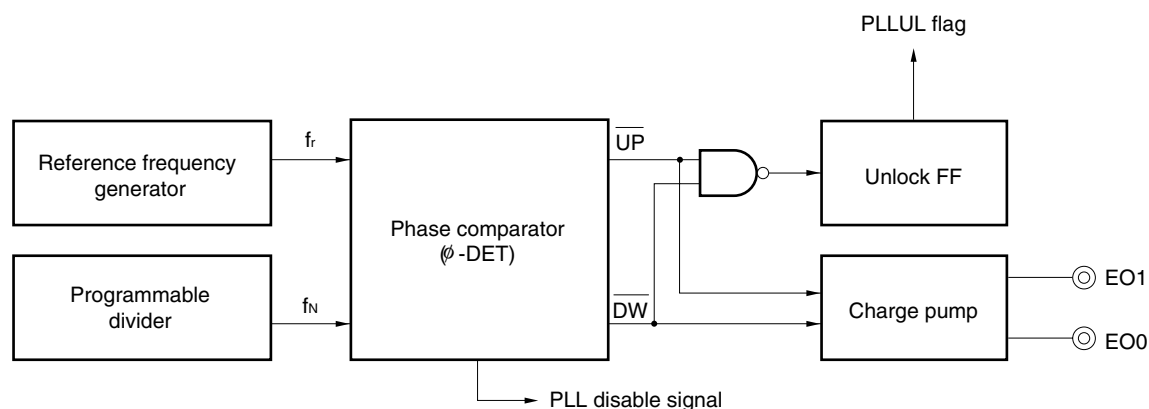 PLLUL flag
Reference frequency
generator
fr
Phase comparator
(ϕ-DET)
UP
Unlock FF
Programmable
divider
fN
DW
Charge pump
EO1
EO0
PLL disable signal